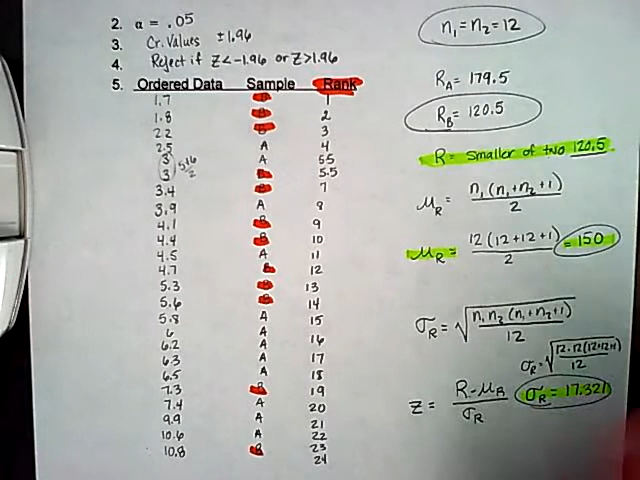 2. α = .05
3. Cr. Values ±1.96
4. Reject if Z<-1.96 or Z>1.96
5. Ordered Data Sample Rank
1.7 B 1
1.8 B 2
2.2 B 3
2.5 A 4
3 A 5.5
3 B 5.5
5+6
2
3.4 B 7
3.9 A 8
4.1 B 9
4.4 B 10
4.5 A 11
4.7 B 12
5.3 B 13
5.6 B 14
5.8 A 15
6 A 16
6.2 A 17
6.3 A 18
6.5 A 19
7.3 B 20
7.4 A 21
9.9 A 22
10.6 A 23
10.8 B 24
n₁=n₂=12
R_A= 179.5
R_B= 120.5
R= smaller of two 120.5
μ_R= n₁(n₁+n₂+1)
2
μ_R= 12(12+12+1) =150
2
σ_R= √ n₁n₂(n₁+n₂+1)
12
σ_R= √ 12·12(12+12+1)
12
Z = R-μ_R
σ_R
σ_R = 17.321